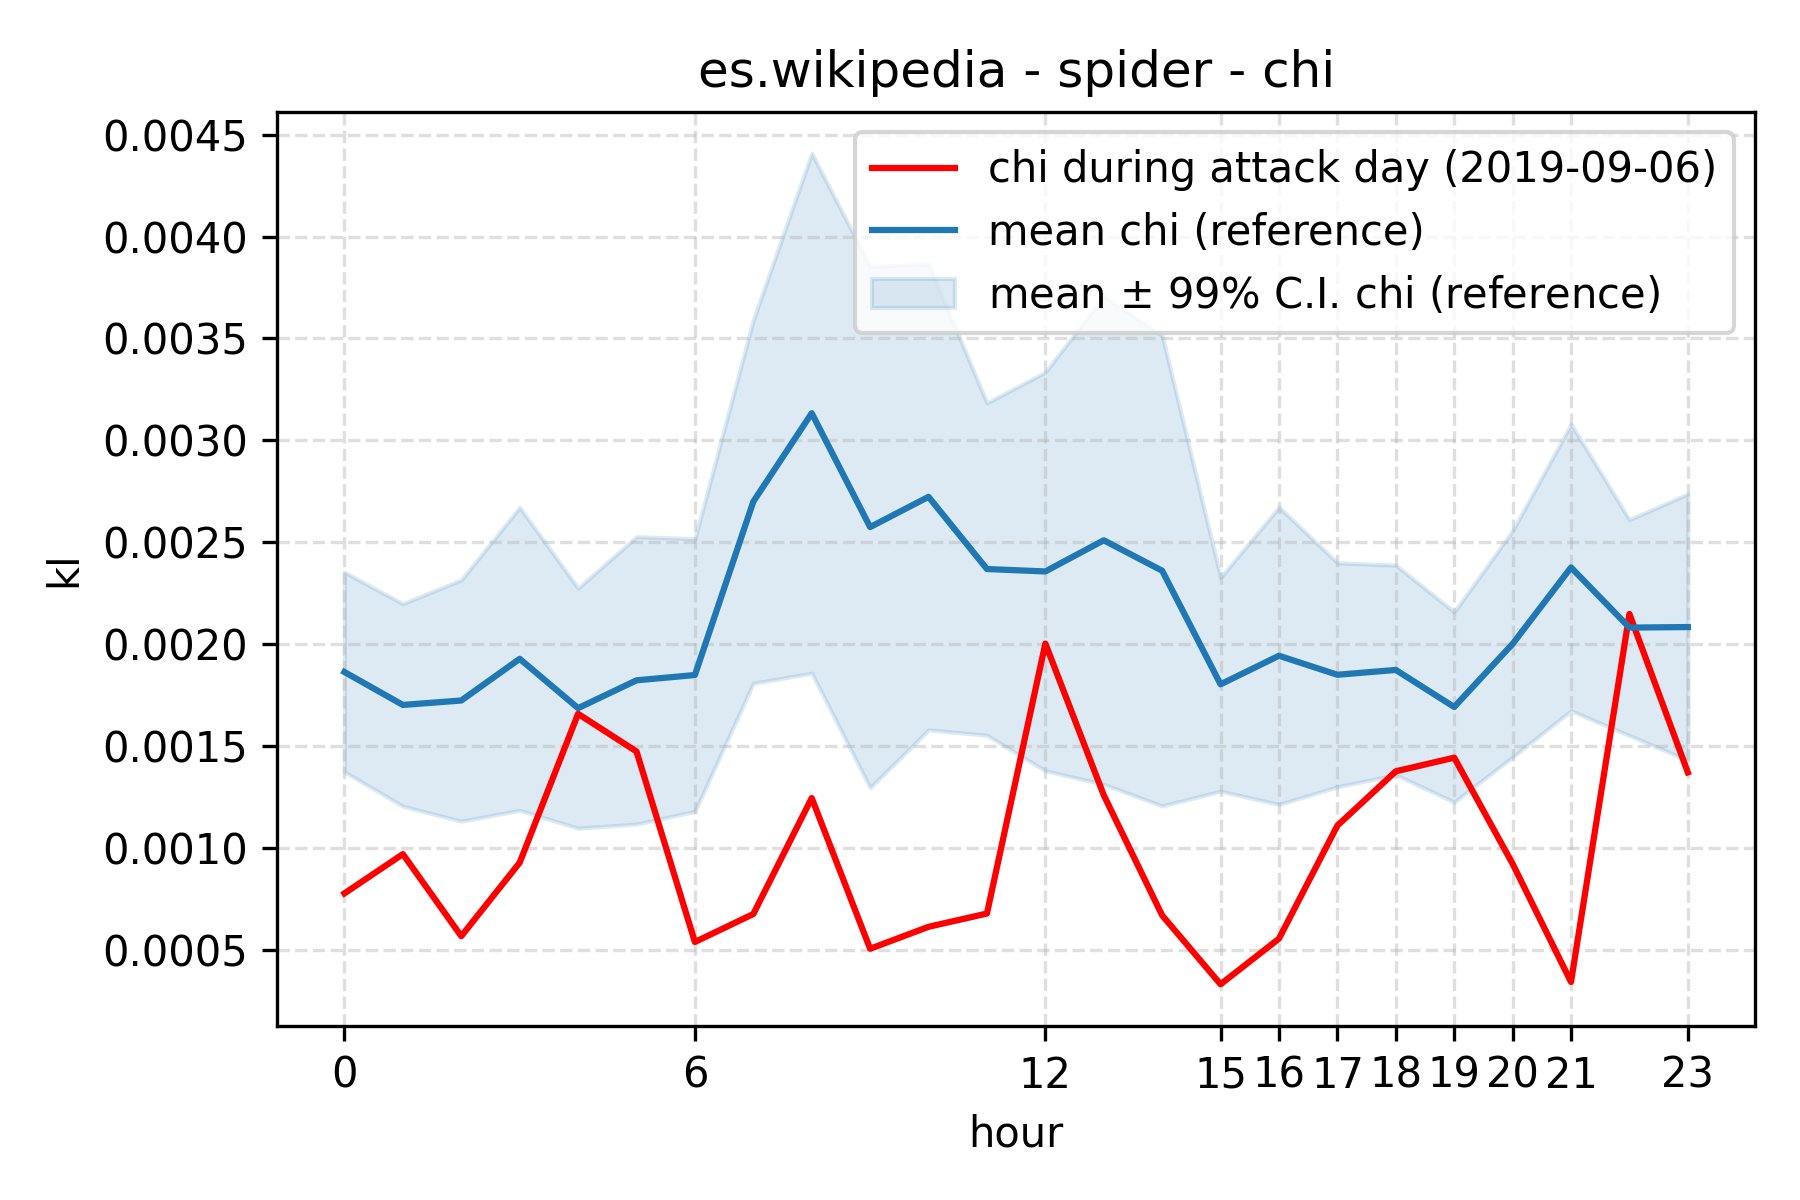 es.wikipedia - spider - chi
chi during attack day (2019-09-06)
mean chi (reference)
mean ± 99% C.I. chi (reference)
0.0045
0.0040
0.0035
0.0030
0.0025
0.0020
0.0015
0.0010
0.0005
kl
0 6 12 15 16 17 18 19 20 21 23
hour